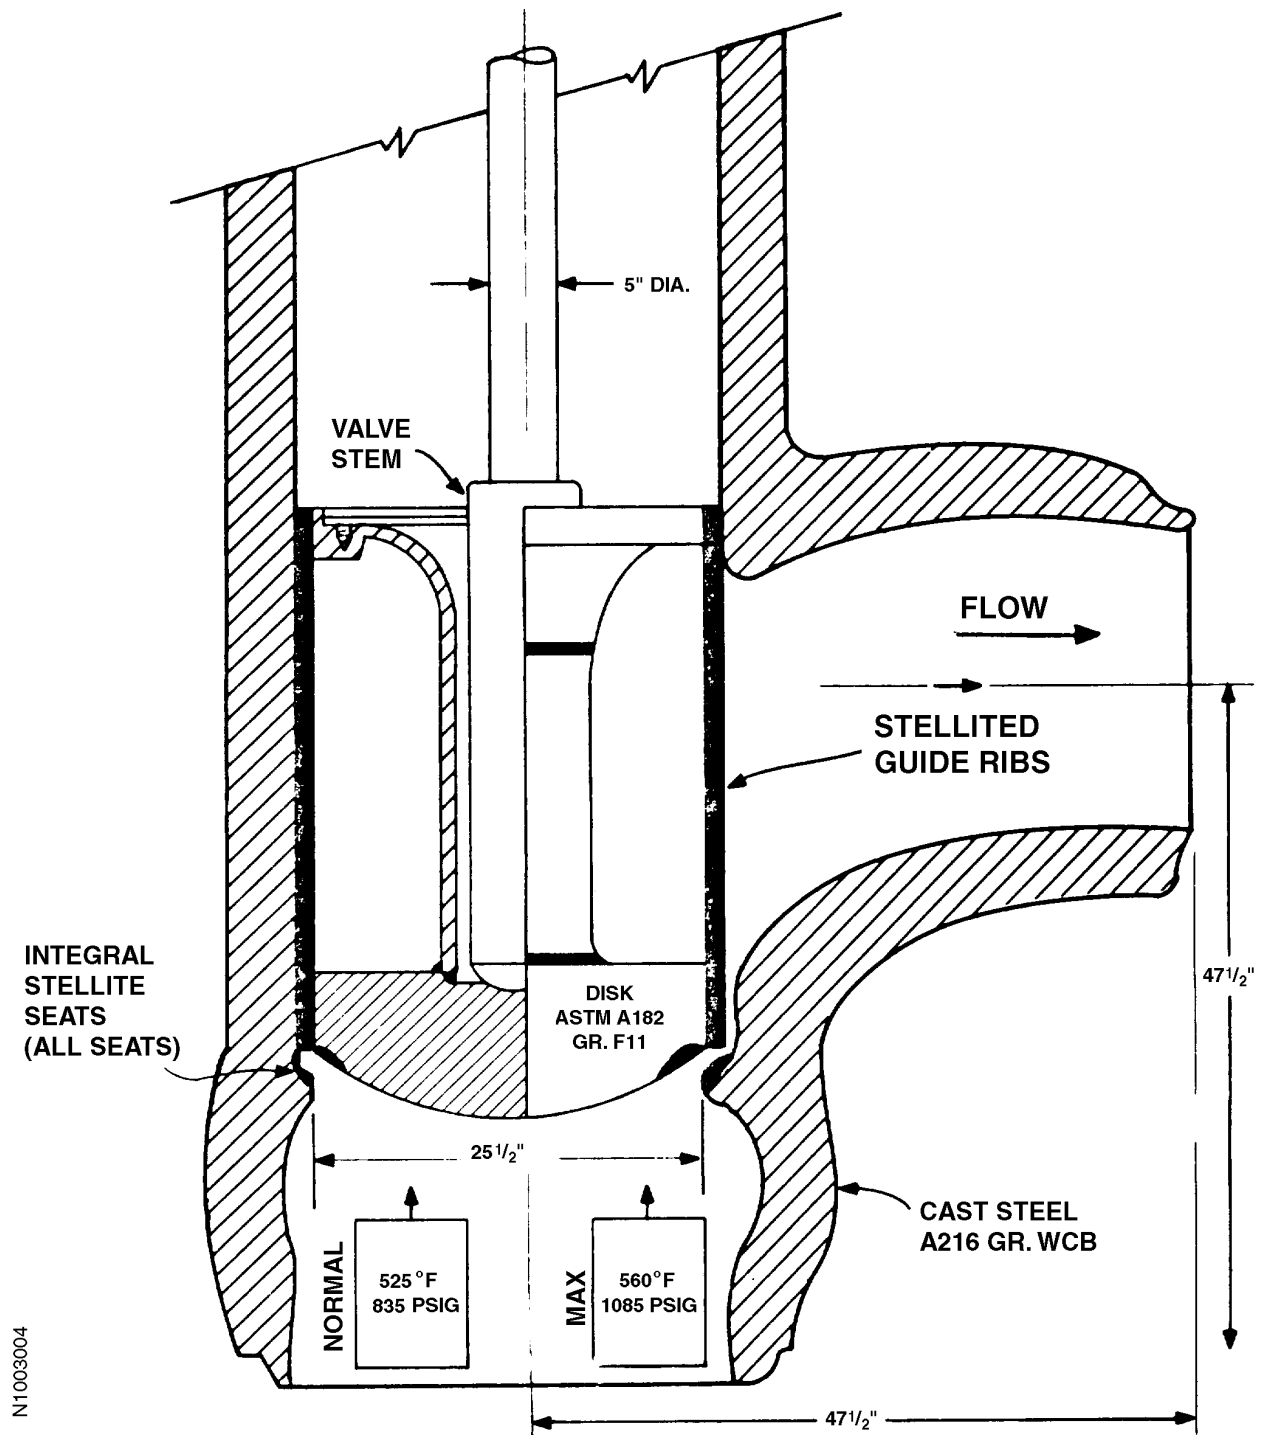 5" DIA.
VALVE
STEM
FLOW
STELLITED
GUIDE RIBS
INTEGRAL
STELLITE
SEATS
(ALL SEATS)
DISK
ASTM A182
GR. F11
47 1/2"
25 1/2"
CAST STEEL
A216 GR. WCB
NORMAL
525°F
835 PSIG
MAX
560°F
1085 PSIG
47 1/2"
N1003004